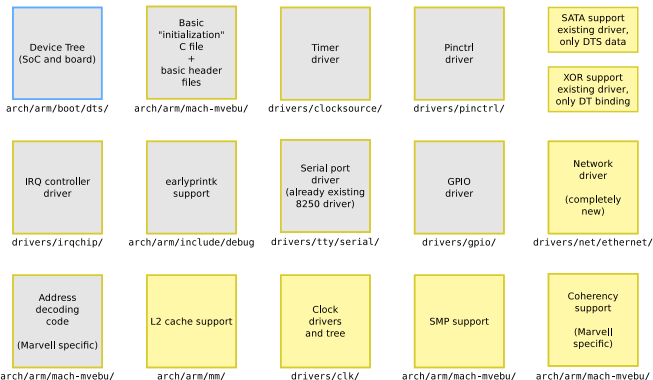 Device Tree
(SoC and board)
arch/arm/boot/dts/
Basic
"initialization"
C file
+
basic header
files
arch/arm/mach-mvebu/
Timer
driver
drivers/clocksource/
Pinctrl
driver
drivers/pinctrl/
SATA support
existing driver,
only DTS data
XOR support
existing driver,
only DT binding
IRQ controller
driver
drivers/irqchip/
earlyprintk
support
arch/arm/include/debug
Serial port
driver
(already existing
8250 driver)
drivers/tty/serial/
GPIO
driver
drivers/gpio/
Network
driver
(completely
new)
drivers/net/ethernet/
Address
decoding
code
(Marvell specific)
arch/arm/mach-mvebu/
L2 cache support
arch/arm/mm/
Clock
drivers
and tree
drivers/clk/
SMP support
arch/arm/mach-mvebu/
Coherency
support
(Marvell
specific)
arch/arm/mach-mvebu/